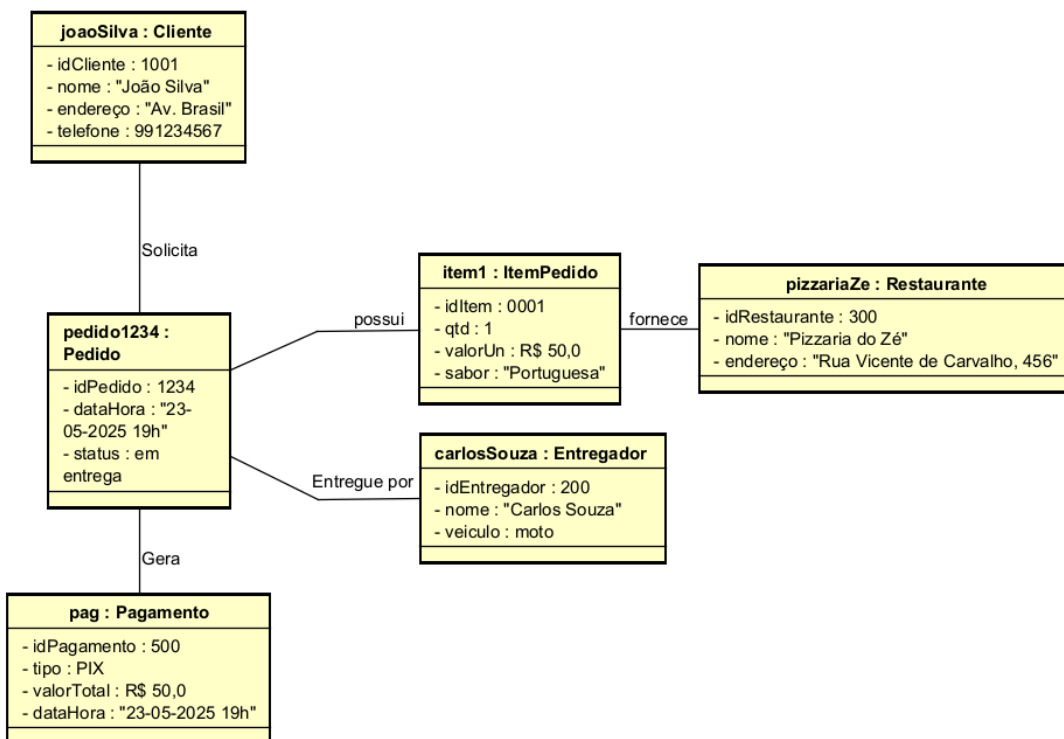 joaoSilva : Cliente
- idCliente : 1001
- nome : "João Silva"
- endereço : "Av. Brasil"
- telefone : 991234567
Solicita
pedido1234 :
Pedido
- idPedido : 1234
- dataHora : "23-
05-2025 19h"
- status : em
entrega
possui
item1 : ItemPedido
- idItem : 0001
- qtd : 1
- valorUn : R$ 50,0
- sabor : "Portuguesa"
fornece
pizzariaZe : Restaurante
- idRestaurante : 300
- nome : "Pizzaria do Zé"
- endereço : "Rua Vicente de Carvalho, 456"
Entregue por
carlosSouza : Entregador
- idEntregador : 200
- nome : "Carlos Souza"
- veiculo : moto
Gera
pag : Pagamento
- idPagamento : 500
- tipo : PIX
- valorTotal : R$ 50,0
- dataHora : "23-05-2025 19h"